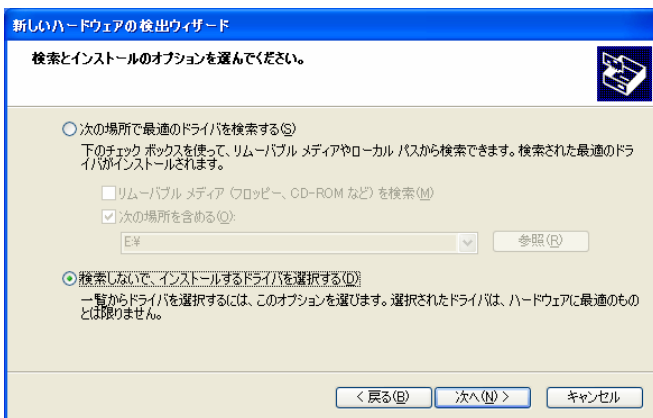 新しいハードウェアの検出ウィザード
検索とインストールのオプションを選んでください。
次の場所で最適のドライバを検索する(S)
下のチェック ボックスを使って、リムーバブル メディアやローカル パスから検索できます。検索された最適のドラ
イバがインストールされます。
リムーバブル メディア (フロッピー、CD-ROM など) を検索(M)
次の場所を含める(O):
E:¥
参照(R)
検索しないで、インストールするドライバを選択する(D)
一覧からドライバを選択するには、このオプションを選びます。選択されたドライバは、ハードウェアに最適のもの
とは限りません。
< 戻る(B)
次へ(N) >
キャンセル